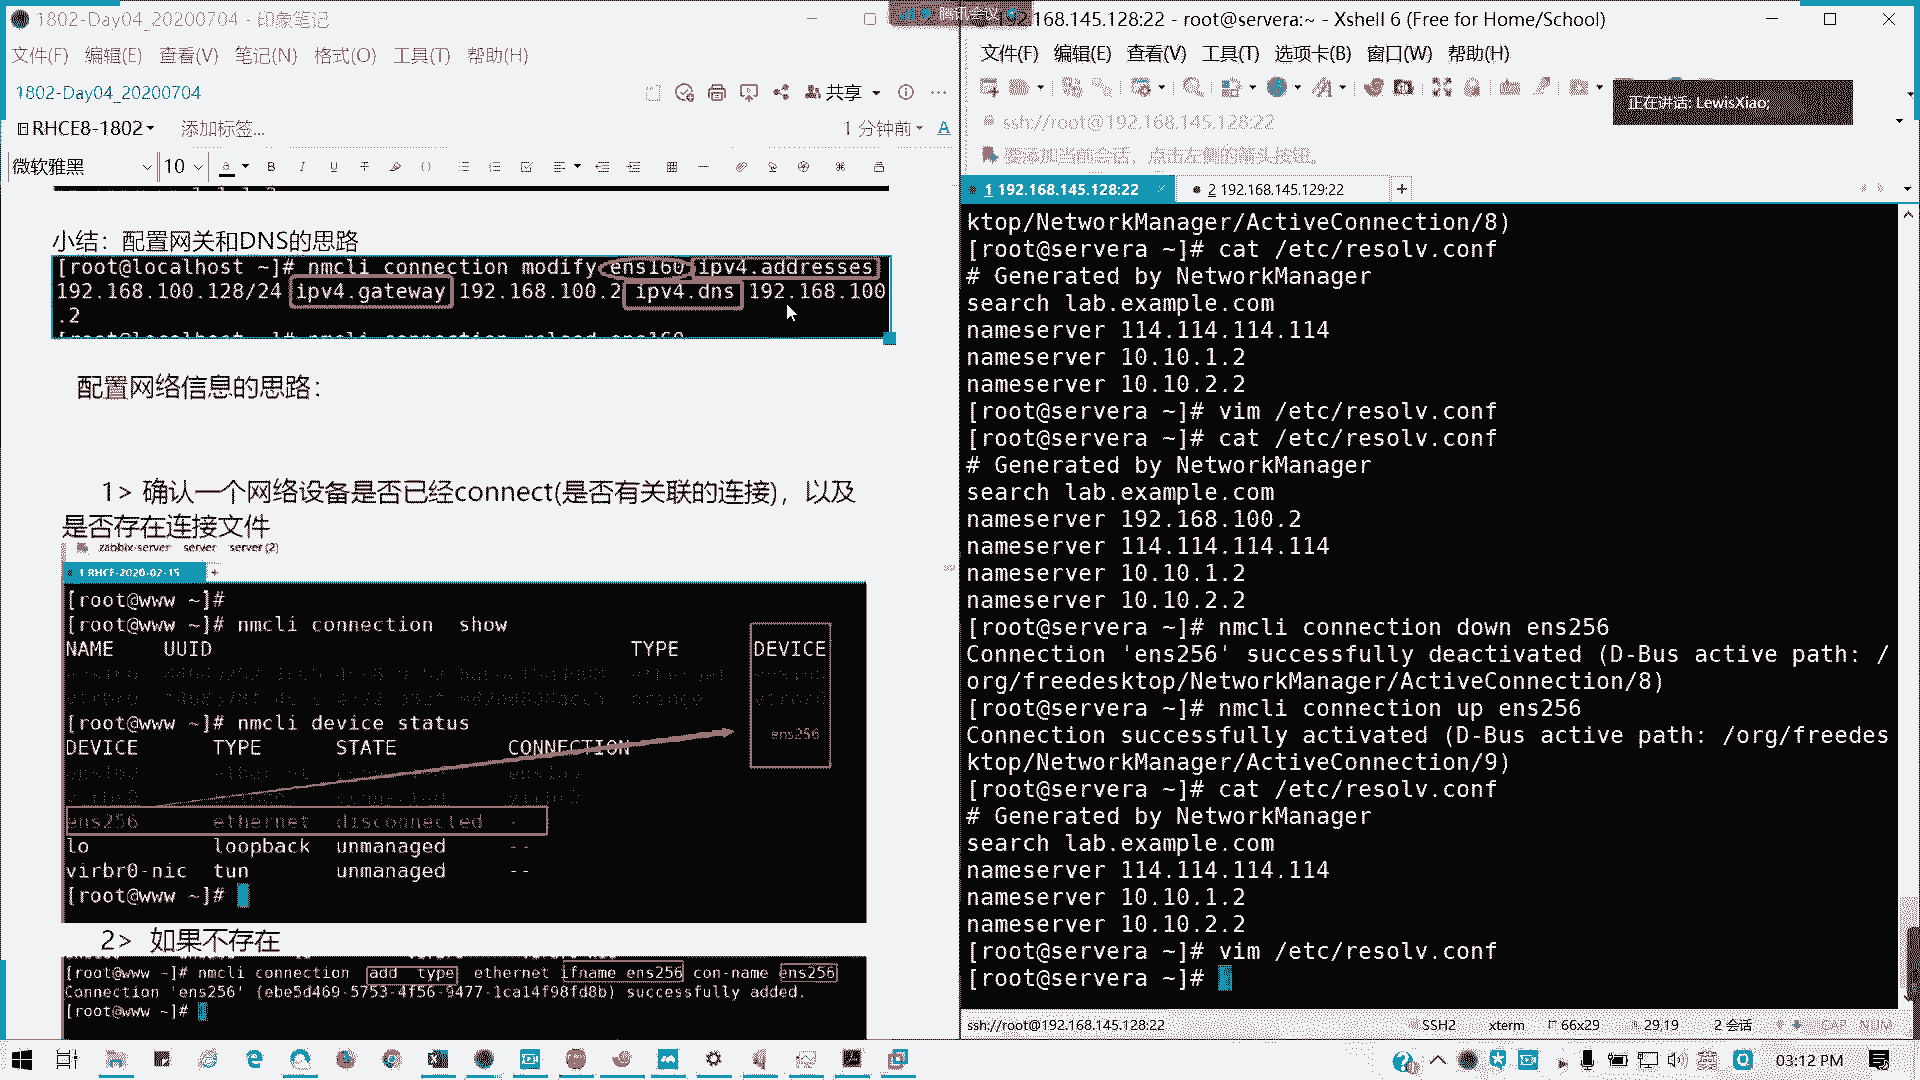 1802-Day04_20200704 - 印象笔记
文件(F) 编辑(E) 查看(V) 笔记(N) 格式(O) 工具(T) 帮助(H)
1802-Day04_20200704
共享
RHCE8-1802 添加标签...
1 分钟前
微软雅黑 10
小结：配置网关和DNS的思路
[root@localhost ~]# nmcli connection modify ens160 ipv4.addresses
192.168.100.128/24 ipv4.gateway 192.168.100.2 ipv4.dns 192.168.100
.2
[root@localhost ~]# nmcli connection reload ens160
配置网络信息的思路：
1> 确认一个网络设备是否已经connect(是否有关联的连接)，以及
是否存在连接文件
zabbix-server server server (2)
1 RHCE-2020-02-15
[root@www ~]#
[root@www ~]# nmcli connection show
NAME UUID TYPE DEVICE
[root@www ~]# nmcli device status
DEVICE TYPE STATE CONNECTION
ens256
ens256 ethernet disconnected --
lo loopback unmanaged --
virbr0-nic tun unmanaged --
[root@www ~]#
2> 如果不存在
[root@www ~]# nmcli connection add type ethernet ifname ens256 con-name ens256
Connection 'ens256' (ebe5d469-5753-4f56-9477-1ca14f98fd8b) successfully added.
[root@www ~]#
腾讯会议
192.168.145.128:22 - root@servera:~ - Xshell 6 (Free for Home/School)
文件(F) 编辑(E) 查看(V) 工具(T) 选项卡(B) 窗口(W) 帮助(H)
正在讲话: LewisXiao;
ssh://root@192.168.145.128:22
要添加当前会话，点击左侧的箭头按钮。
1 192.168.145.128:22
2 192.168.145.129:22
ktop/NetworkManager/ActiveConnection/8)
[root@servera ~]# cat /etc/resolv.conf
# Generated by NetworkManager
search lab.example.com
nameserver 114.114.114.114
nameserver 10.10.1.2
nameserver 10.10.2.2
[root@servera ~]# vim /etc/resolv.conf
[root@servera ~]# cat /etc/resolv.conf
# Generated by NetworkManager
search lab.example.com
nameserver 192.168.100.2
nameserver 114.114.114.114
nameserver 10.10.1.2
nameserver 10.10.2.2
[root@servera ~]# nmcli connection down ens256
Connection 'ens256' successfully deactivated (D-Bus active path: /
org/freedesktop/NetworkManager/ActiveConnection/8)
[root@servera ~]# nmcli connection up ens256
Connection successfully activated (D-Bus active path: /org/freedes
ktop/NetworkManager/ActiveConnection/9)
[root@servera ~]# cat /etc/resolv.conf
# Generated by NetworkManager
search lab.example.com
nameserver 114.114.114.114
nameserver 10.10.1.2
nameserver 10.10.2.2
[root@servera ~]# vim /etc/resolv.conf
[root@servera ~]#
ssh://root@192.168.145.128:22 SSH2 xterm 66x29 29,19 2 会话 CAP NUM
03:12 PM